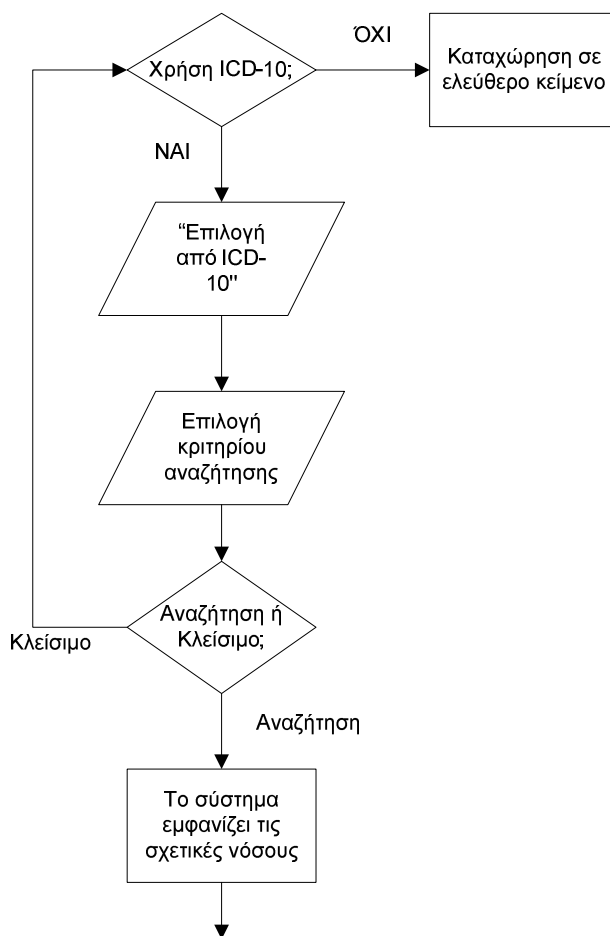 ΌΧΙ
Χρήση ICD-10;
Καταχώρηση σε
ελεύθερο κείμενο
ΝΑΙ
“Επιλογή
από ICD-
10"
Επιλογή
κριτηρίου
αναζήτησης
Αναζήτηση ή
Κλείσιμο;
Κλείσιμο
Αναζήτηση
Το σύστημα
εμφανίζει τις
σχετικές νόσους